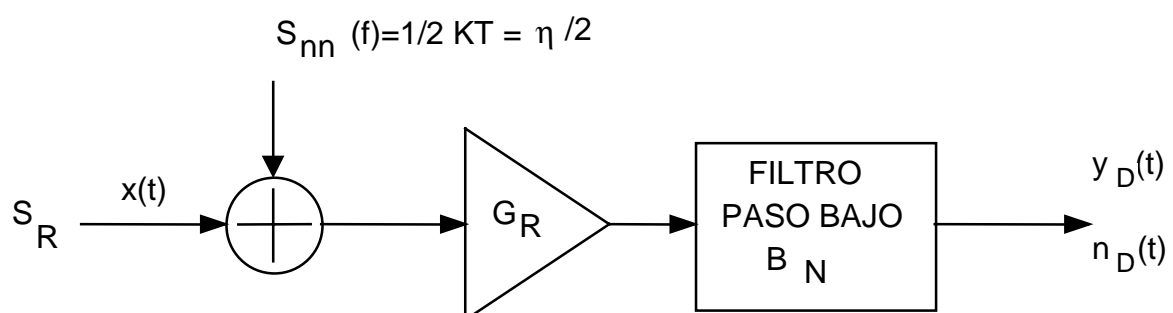 S_nn (f)=1/2 KT = η /2
x(t)
S_R
G_R
FILTRO
PASO BAJO
B_N
y_D(t)
n_D(t)